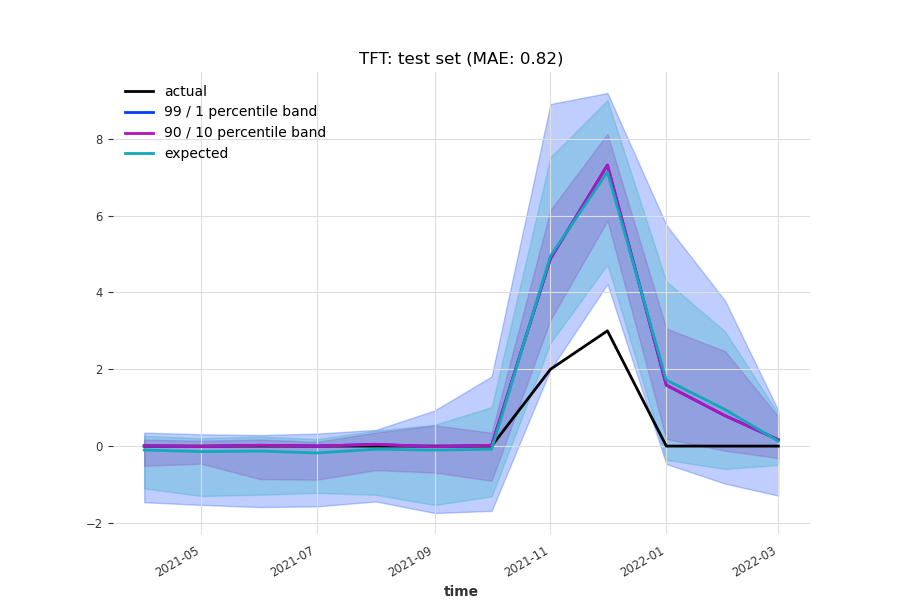 TFT: test set (MAE: 0.82)
actual
99 / 1 percentile band
90 / 10 percentile band
expected
8
6
4
2
0
−2
2021-05
2021-07
2021-09
2021-11
2022-01
2022-03
time